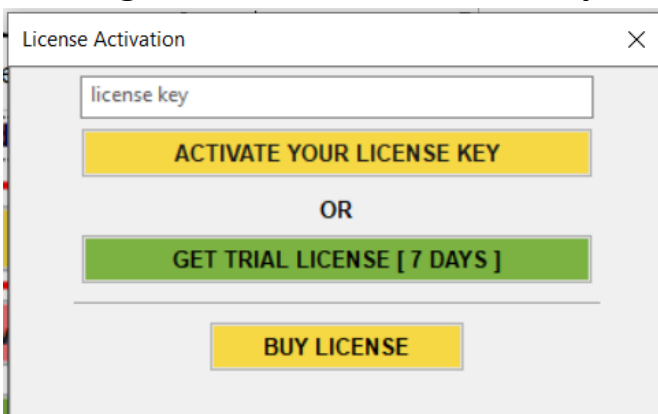 License Activation
license key
ACTIVATE YOUR LICENSE KEY
OR
GET TRIAL LICENSE [ 7 DAYS ]
BUY LICENSE